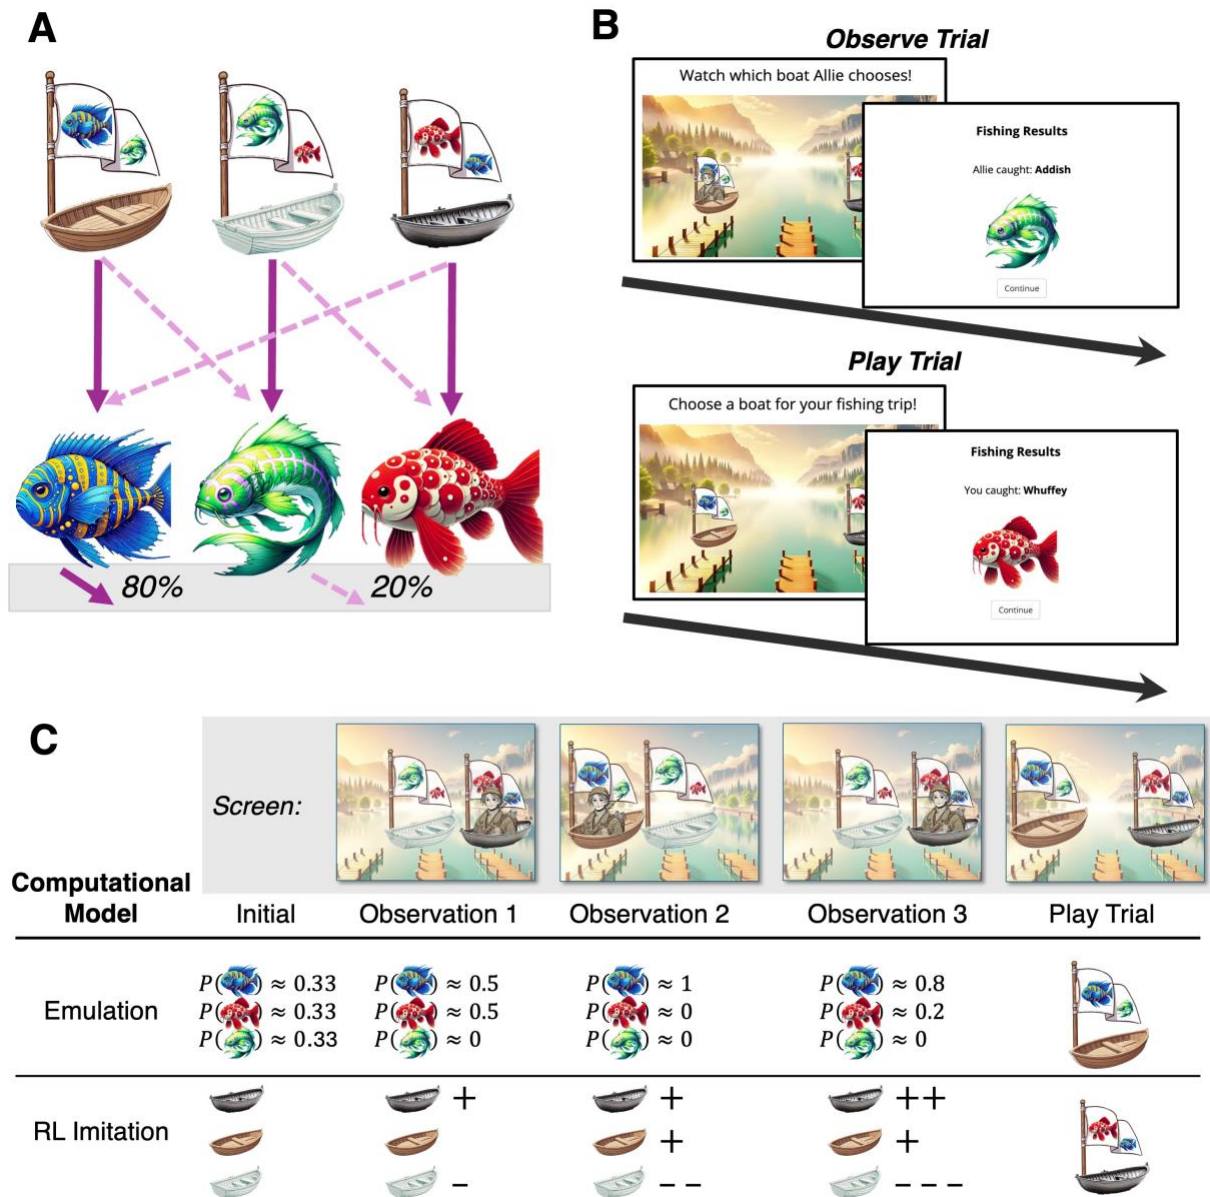 A
80%
20%
B
Observe Trial
Watch which boat Allie chooses!
Fishing Results
Allie caught: Addish
Continue
Play Trial
Choose a boat for your fishing trip!
Fishing Results
You caught: Whuffey
Continue
C
Screen:
Computational
Model
Initial
Observation 1
Observation 2
Observation 3
Play Trial
Emulation
P( ) ≈ 0.33
P( ) ≈ 0.33
P( ) ≈ 0.33
P( ) ≈ 0.5
P( ) ≈ 0.5
P( ) ≈ 0
P( ) ≈ 1
P( ) ≈ 0
P( ) ≈ 0
P( ) ≈ 0.8
P( ) ≈ 0.2
P( ) ≈ 0
RL Imitation
+
−
+
+
− −
++
+
− − −